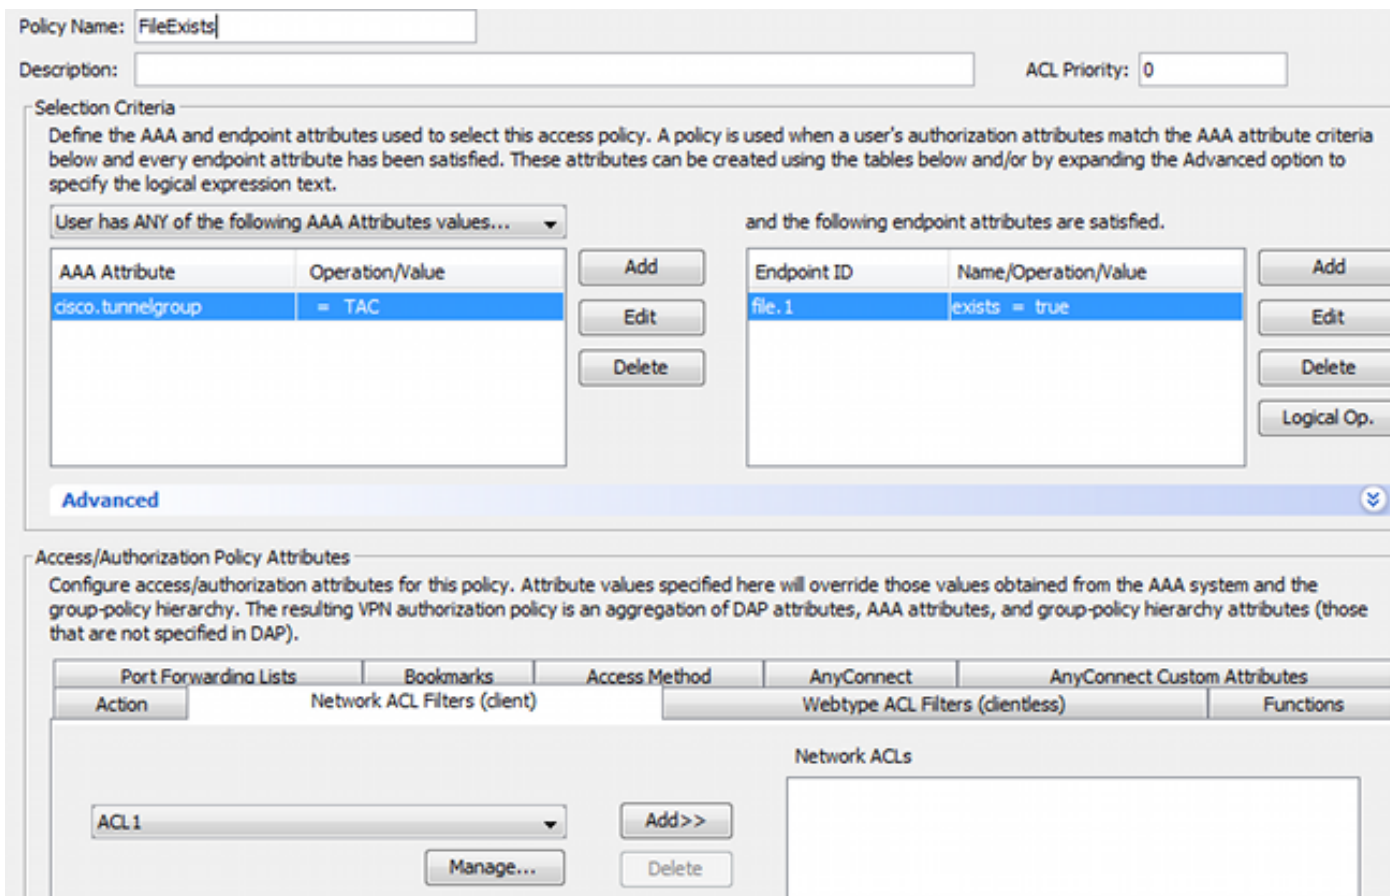 Policy Name: FileExists
Description: ACL Priority: 0
Selection Criteria
Define the AAA and endpoint attributes used to select this access policy. A policy is used when a user's authorization attributes match the AAA attribute criteria
below and every endpoint attribute has been satisfied. These attributes can be created using the tables below and/or by expanding the Advanced option to
specify the logical expression text.
User has ANY of the following AAA Attributes values... and the following endpoint attributes are satisfied.
AAA Attribute Operation/Value Add Endpoint ID Name/Operation/Value Add
cisco.tunnelgroup = TAC Edit file.1 exists = true Edit
Delete Delete
Logical Op.
Advanced
Access/Authorization Policy Attributes
Configure access/authorization attributes for this policy. Attribute values specified here will override those values obtained from the AAA system and the
group-policy hierarchy. The resulting VPN authorization policy is an aggregation of DAP attributes, AAA attributes, and group-policy hierarchy attributes (those
that are not specified in DAP).
Port Forwarding Lists Bookmarks Access Method AnyConnect AnyConnect Custom Attributes
Action Network ACL Filters (client) Webtype ACL Filters (clientless) Functions
Network ACLs
ACL1 Add>>
Manage... Delete